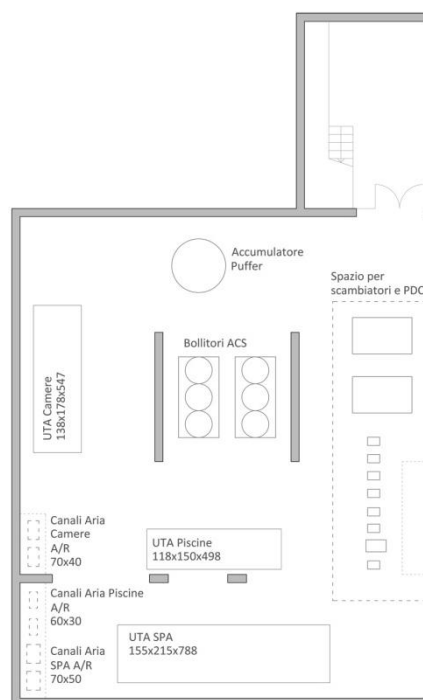 Accumulatore
Puffer
Spazio per
scambiatori e PDC
Bollitori ACS
UTA Camere
138x178x547
Canali Aria
Camere
A/R
70x40
UTA Piscine
118x150x498
Canali Aria Piscine
A/R
60x30
Canali Aria
SPA A/R
70x50
UTA SPA
155x215x788